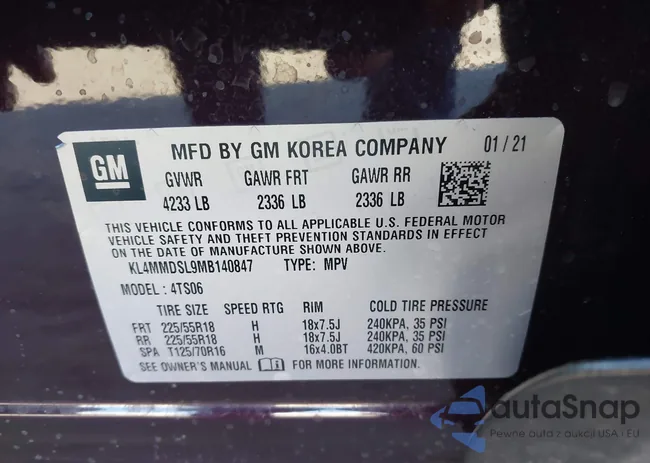 GM
MFD BY GM KOREA COMPANY 01/21
GVWR GAWR FRT GAWR RR
4233 LB 2336 LB 2336 LB
THIS VEHICLE CONFORMS TO ALL APPLICABLE U.S. FEDERAL MOTOR
VEHICLE SAFETY AND THEFT PREVENTION STANDARDS IN EFFECT
ON THE DATE OF MANUFACTURE SHOWN ABOVE.
KL4MMDSL9MB140847 TYPE: MPV
MODEL: 4TS06
TIRE SIZE SPEED RTG RIM COLD TIRE PRESSURE
FRT 225/55R18 H 18x7.5J 240KPA, 35 PSI
RR 225/55R18 H 18x7.5J 240KPA, 35 PSI
SPA T125/70R16 M 16x4.0BT 420KPA, 60 PSI
SEE OWNER'S MANUAL i FOR MORE INFORMATION.
autaSnap
Pewne auta z aukcji USA i EU